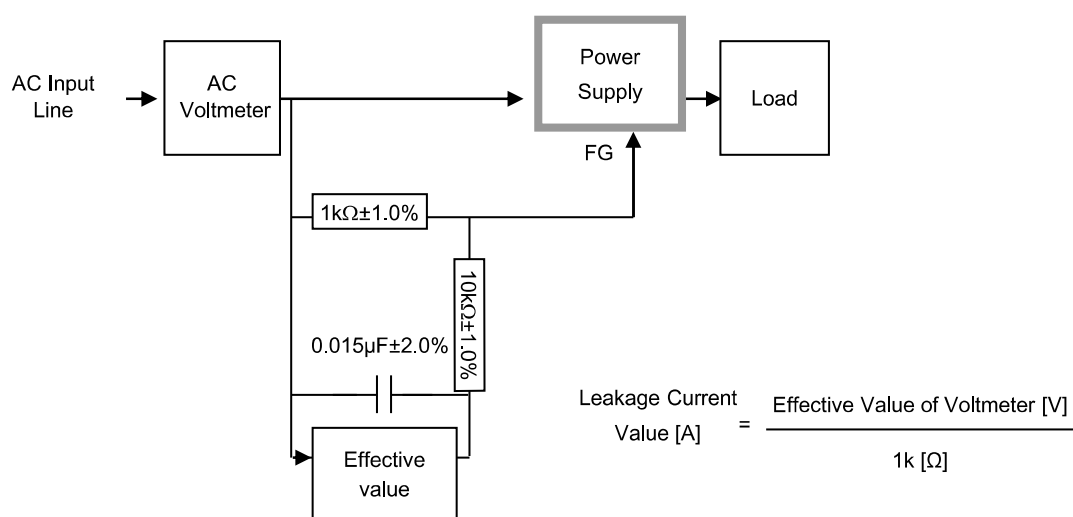 AC Input
Line
AC
Voltmeter
Power
Supply
Load
FG
1kΩ±1.0%
10kΩ±1.0%
0.015µF±2.0%
Effective
value
Leakage Current
Value [A]
=
Effective Value of Voltmeter [V]
1k [Ω]